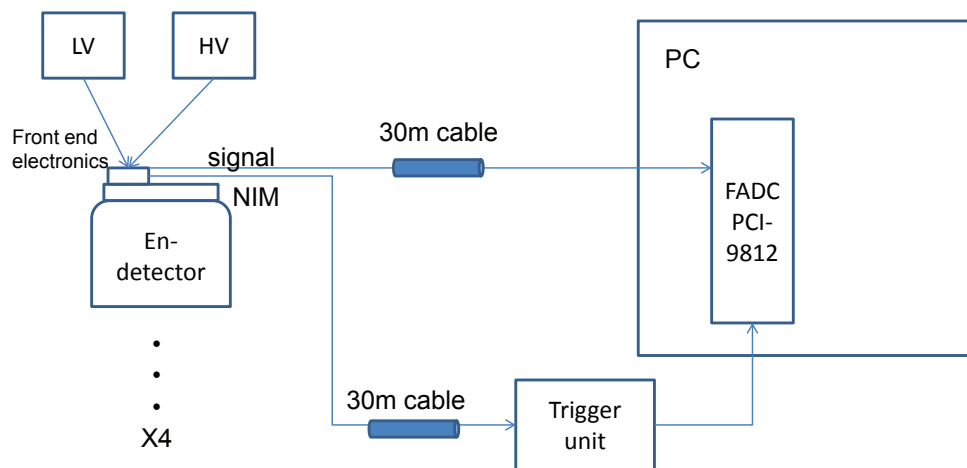 LV
HV
PC
Front end
electronics
signal
30m cable
NIM
En-
detector
FADC
PCI-
9812
•
•
•
X4
30m cable
Trigger
unit